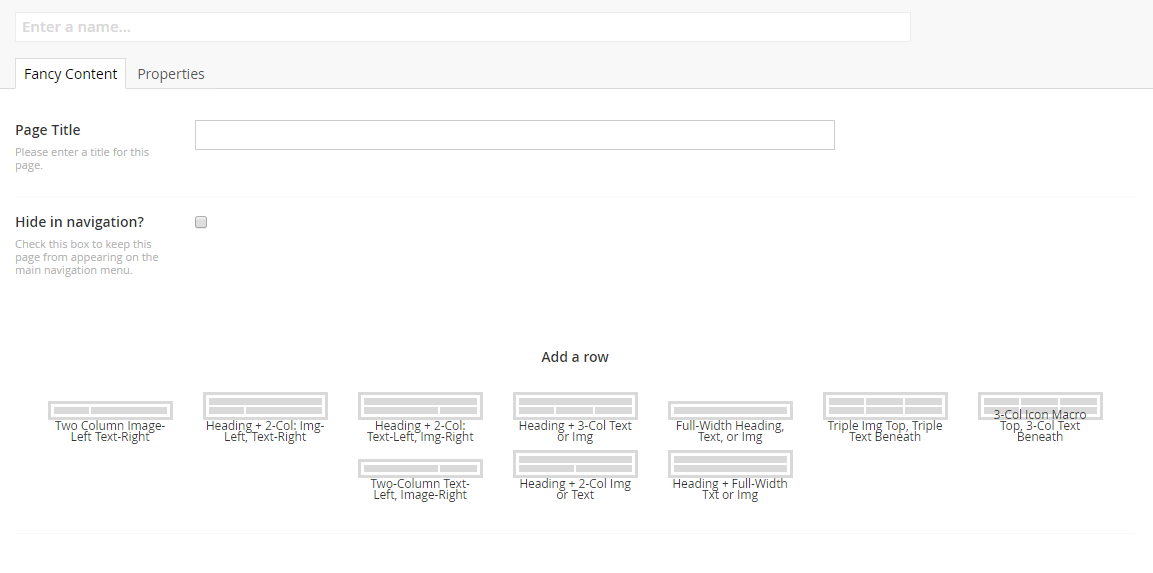 Enter a name...
Fancy Content
Properties
Page Title
Please enter a title for this
page.
Hide in navigation?
Check this box to keep this
page from appearing on the
main navigation menu.
Add a row
Two Column Image-
Left Text-Right
Heading + 2-Col: Img-
Left, Text-Right
Heading + 2-Col:
Text-Left, Img-Right
Heading + 3-Col Text
or Img
Full-Width Heading,
Text, or Img
Triple Img Top, Triple
Text Beneath
3-Col Icon Macro
Top, 3-Col Text
Beneath
Two-Column Text-
Left, Image-Right
Heading + 2-Col Img
or Text
Heading + Full-Width
Txt or Img